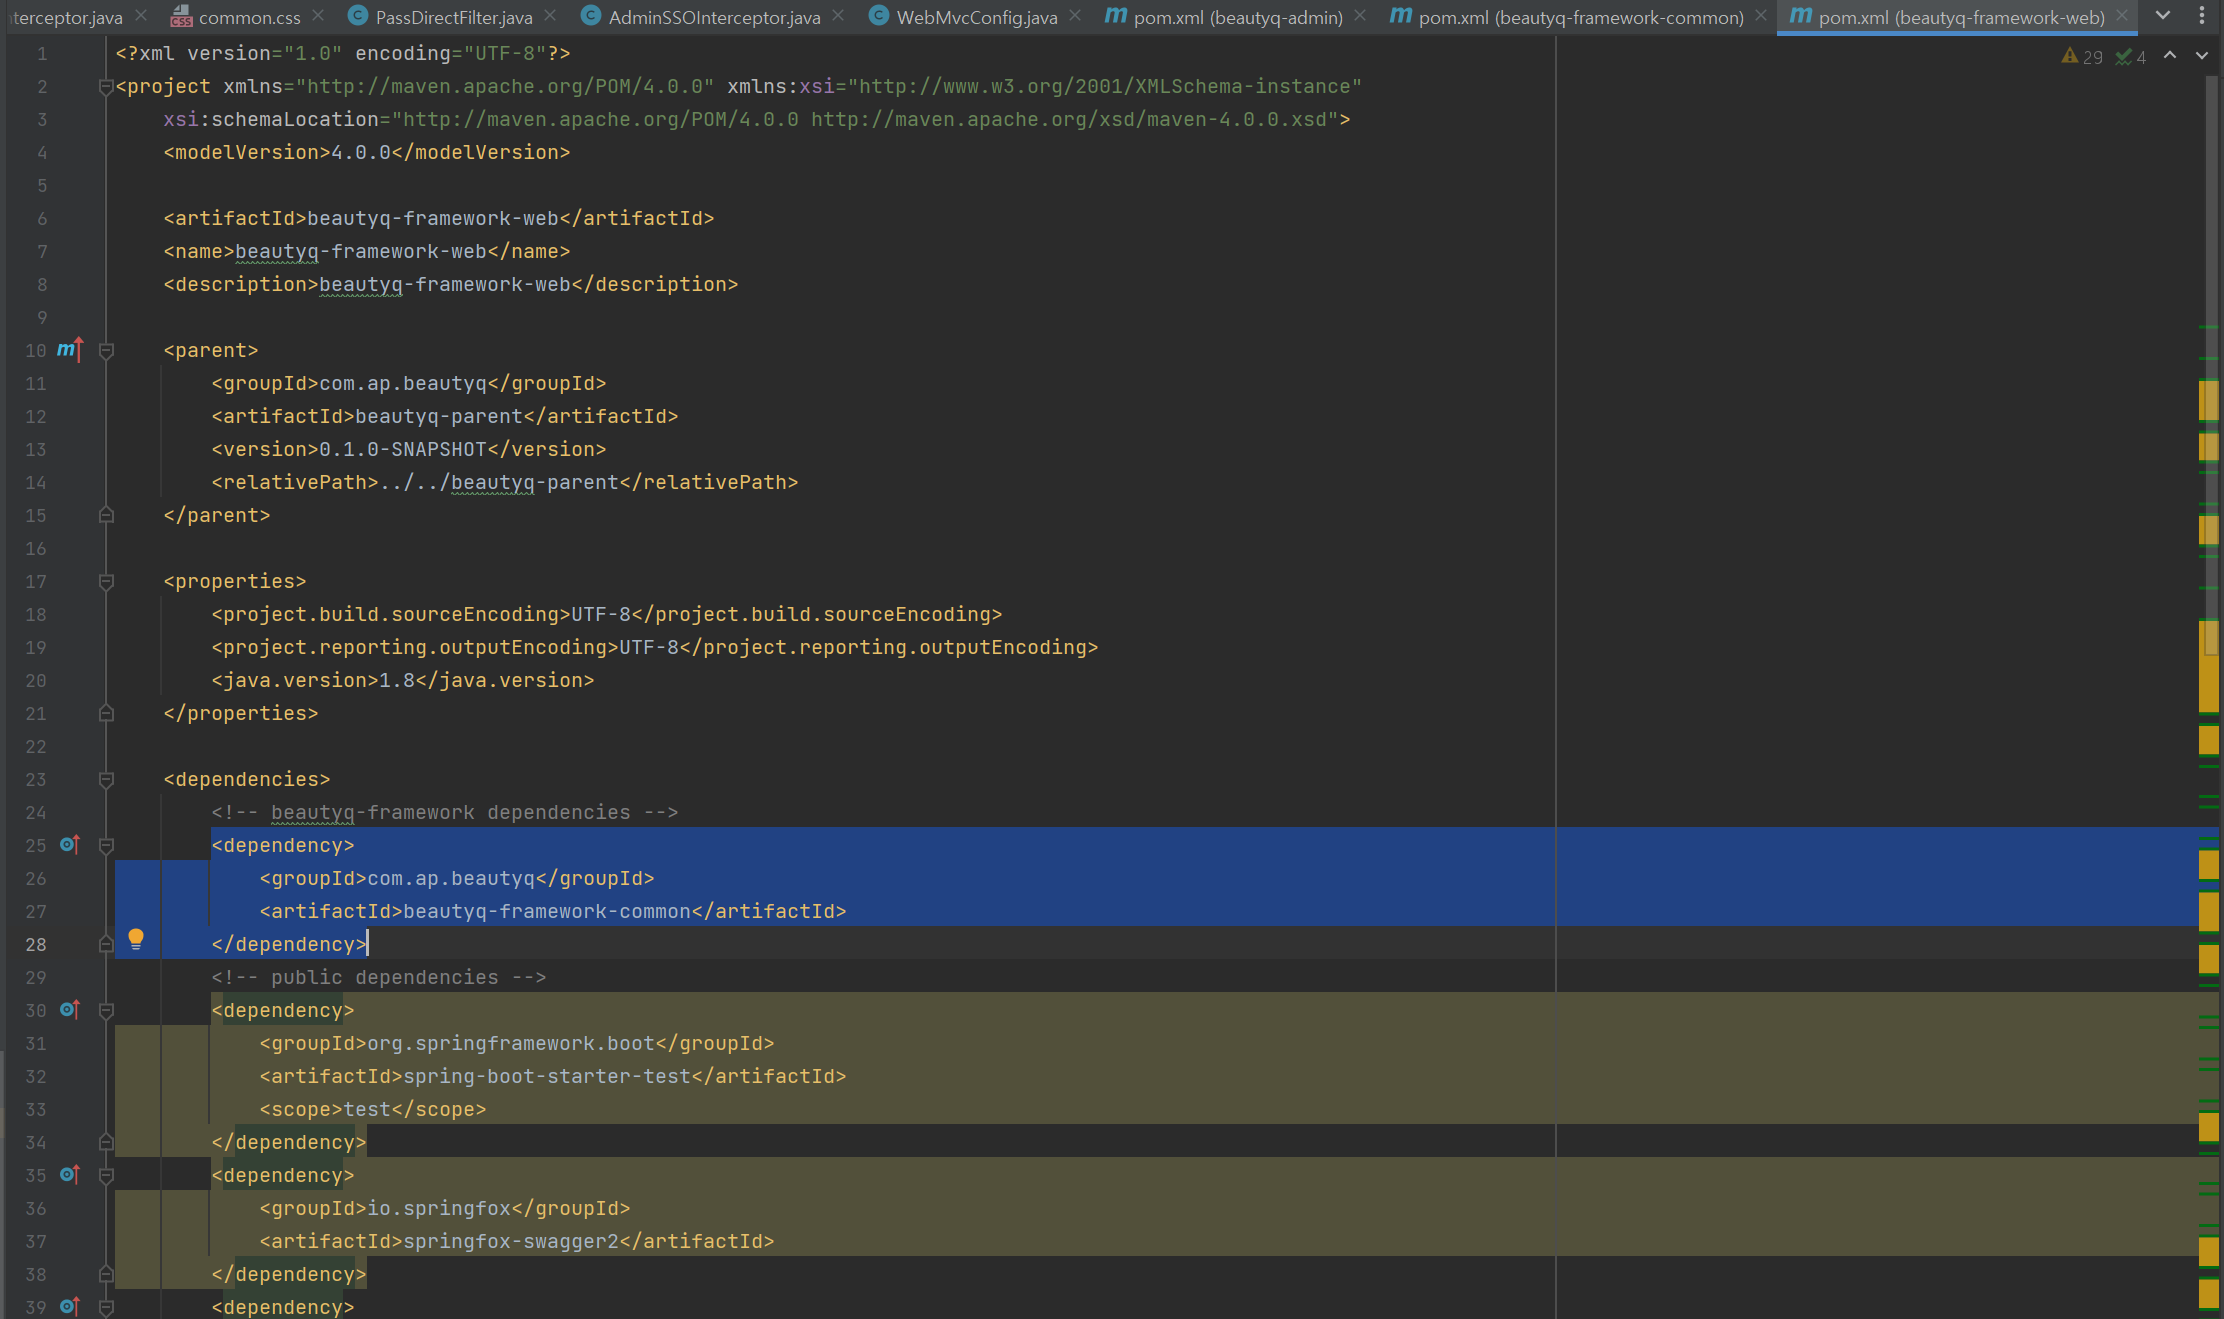 terceptor.java common.css PassDirectFilter.java AdminSSOInterceptor.java WebMvcConfig.java pom.xml (beautyq-admin) pom.xml (beautyq-framework-common) pom.xml (beautyq-framework-web)
29 4
1 <?xml version="1.0" encoding="UTF-8"?>
2 <project xmlns="http://maven.apache.org/POM/4.0.0" xmlns:xsi="http://www.w3.org/2001/XMLSchema-instance"
3 xsi:schemaLocation="http://maven.apache.org/POM/4.0.0 http://maven.apache.org/xsd/maven-4.0.0.xsd">
4 <modelVersion>4.0.0</modelVersion>
5
6 <artifactId>beautyq-framework-web</artifactId>
7 <name>beautyq-framework-web</name>
8 <description>beautyq-framework-web</description>
9
10 <parent>
11 <groupId>com.ap.beautyq</groupId>
12 <artifactId>beautyq-parent</artifactId>
13 <version>0.1.0-SNAPSHOT</version>
14 <relativePath>../../beautyq-parent</relativePath>
15 </parent>
16
17 <properties>
18 <project.build.sourceEncoding>UTF-8</project.build.sourceEncoding>
19 <project.reporting.outputEncoding>UTF-8</project.reporting.outputEncoding>
20 <java.version>1.8</java.version>
21 </properties>
22
23 <dependencies>
24 <!-- beautyq-framework dependencies -->
25 <dependency>
26 <groupId>com.ap.beautyq</groupId>
27 <artifactId>beautyq-framework-common</artifactId>
28 </dependency>
29 <!-- public dependencies -->
30 <dependency>
31 <groupId>org.springframework.boot</groupId>
32 <artifactId>spring-boot-starter-test</artifactId>
33 <scope>test</scope>
34 </dependency>
35 <dependency>
36 <groupId>io.springfox</groupId>
37 <artifactId>springfox-swagger2</artifactId>
38 </dependency>
39 <dependency>